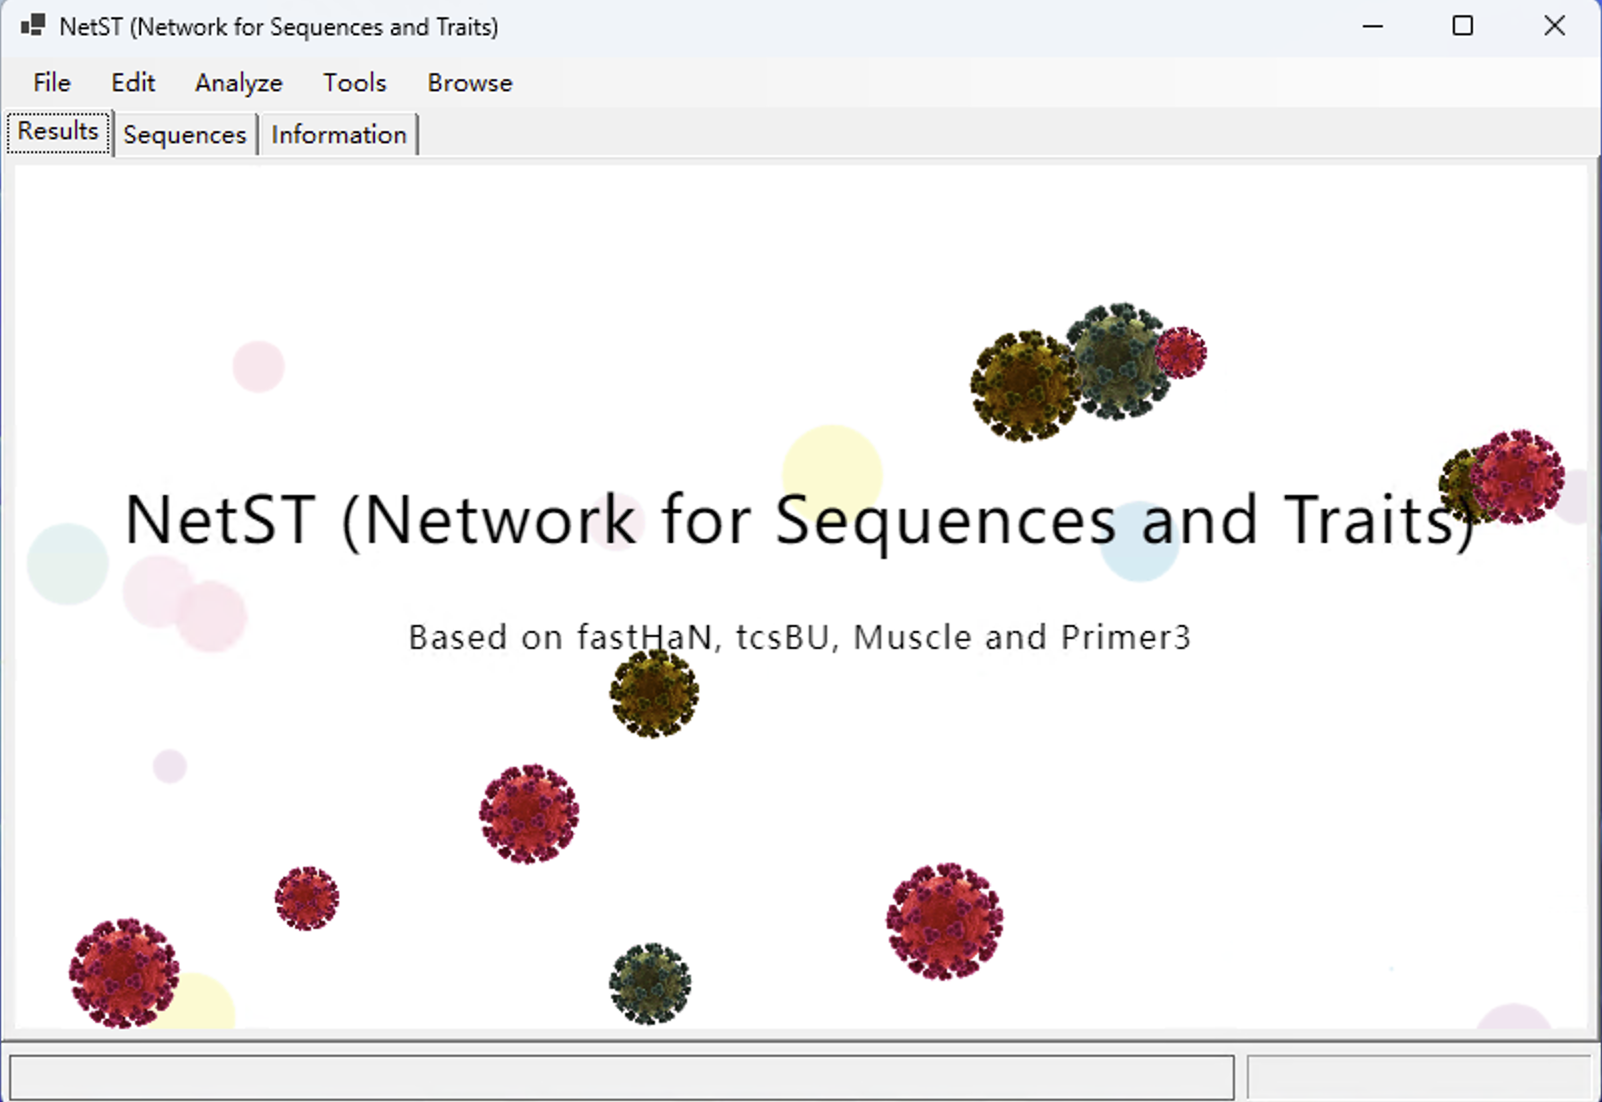 NetST (Network for Sequences and Traits)
File Edit Analyze Tools Browse
Results Sequences Information
NetST (Network for Sequences and Traits)
Based on fastHaN, tcsBU, Muscle and Primer3